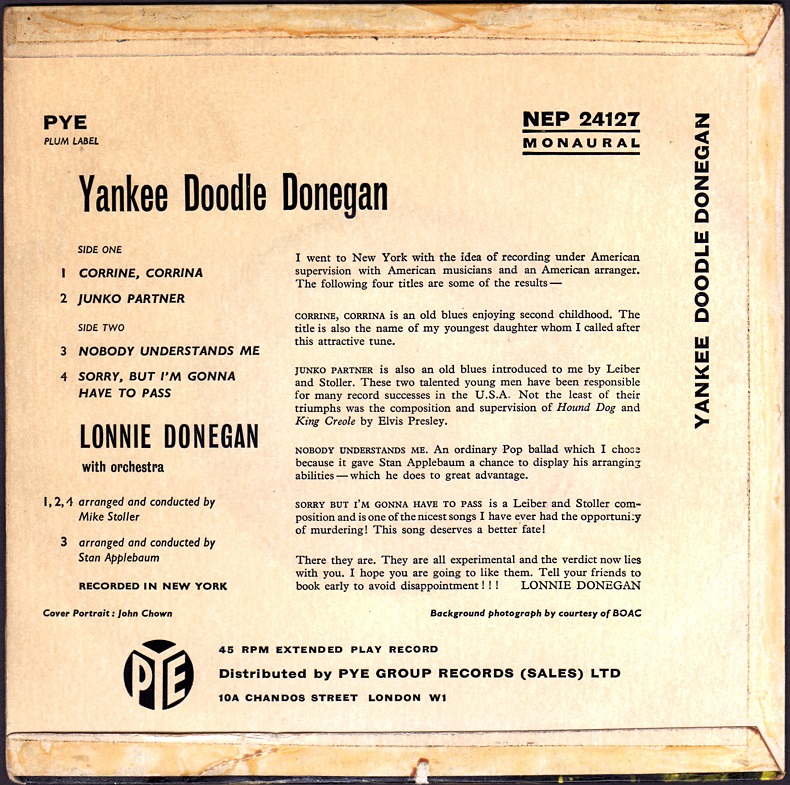 PYE
PLUM LABEL
NEP 24127
MONAURAL
YANKEE DOODLE DONEGAN
Yankee Doodle Donegan
SIDE ONE
1 CORRINE, CORRINA
2 JUNKO PARTNER
SIDE TWO
3 NOBODY UNDERSTANDS ME
4 SORRY, BUT I'M GONNA
HAVE TO PASS
LONNIE DONEGAN
with orchestra
1, 2, 4 arranged and conducted by
Mike Stoller
3 arranged and conducted by
Stan Applebaum
RECORDED IN NEW YORK
I went to New York with the idea of recording under American
supervision with American musicians and an American arranger.
The following four titles are some of the results—
CORRINE, CORRINA is an old blues enjoying second childhood. The
title is also the name of my youngest daughter whom I called after
this attractive tune.
JUNKO PARTNER is also an old blues introduced to me by Leiber
and Stoller. These two talented young men have been responsible
for many record successes in the U.S.A. Not the least of their
triumphs was the composition and supervision of Hound Dog and
King Creole by Elvis Presley.
NOBODY UNDERSTANDS ME. An ordinary Pop ballad which I chose
because it gave Stan Applebaum a chance to display his arranging
abilities—which he does to great advantage.
SORRY BUT I'M GONNA HAVE TO PASS is a Leiber and Stoller com-
position and is one of the nicest songs I have ever had the opportunity
of murdering! This song deserves a better fate!
There they are. They are all experimental and the verdict now lies
with you. I hope you are going to like them. Tell your friends to
book early to avoid disappointment!!! LONNIE DONEGAN
Cover Portrait: John Chown
Background photograph by courtesy of BOAC
PYE
45 RPM EXTENDED PLAY RECORD
Distributed by PYE GROUP RECORDS (SALES) LTD
10A CHANDOS STREET LONDON W1